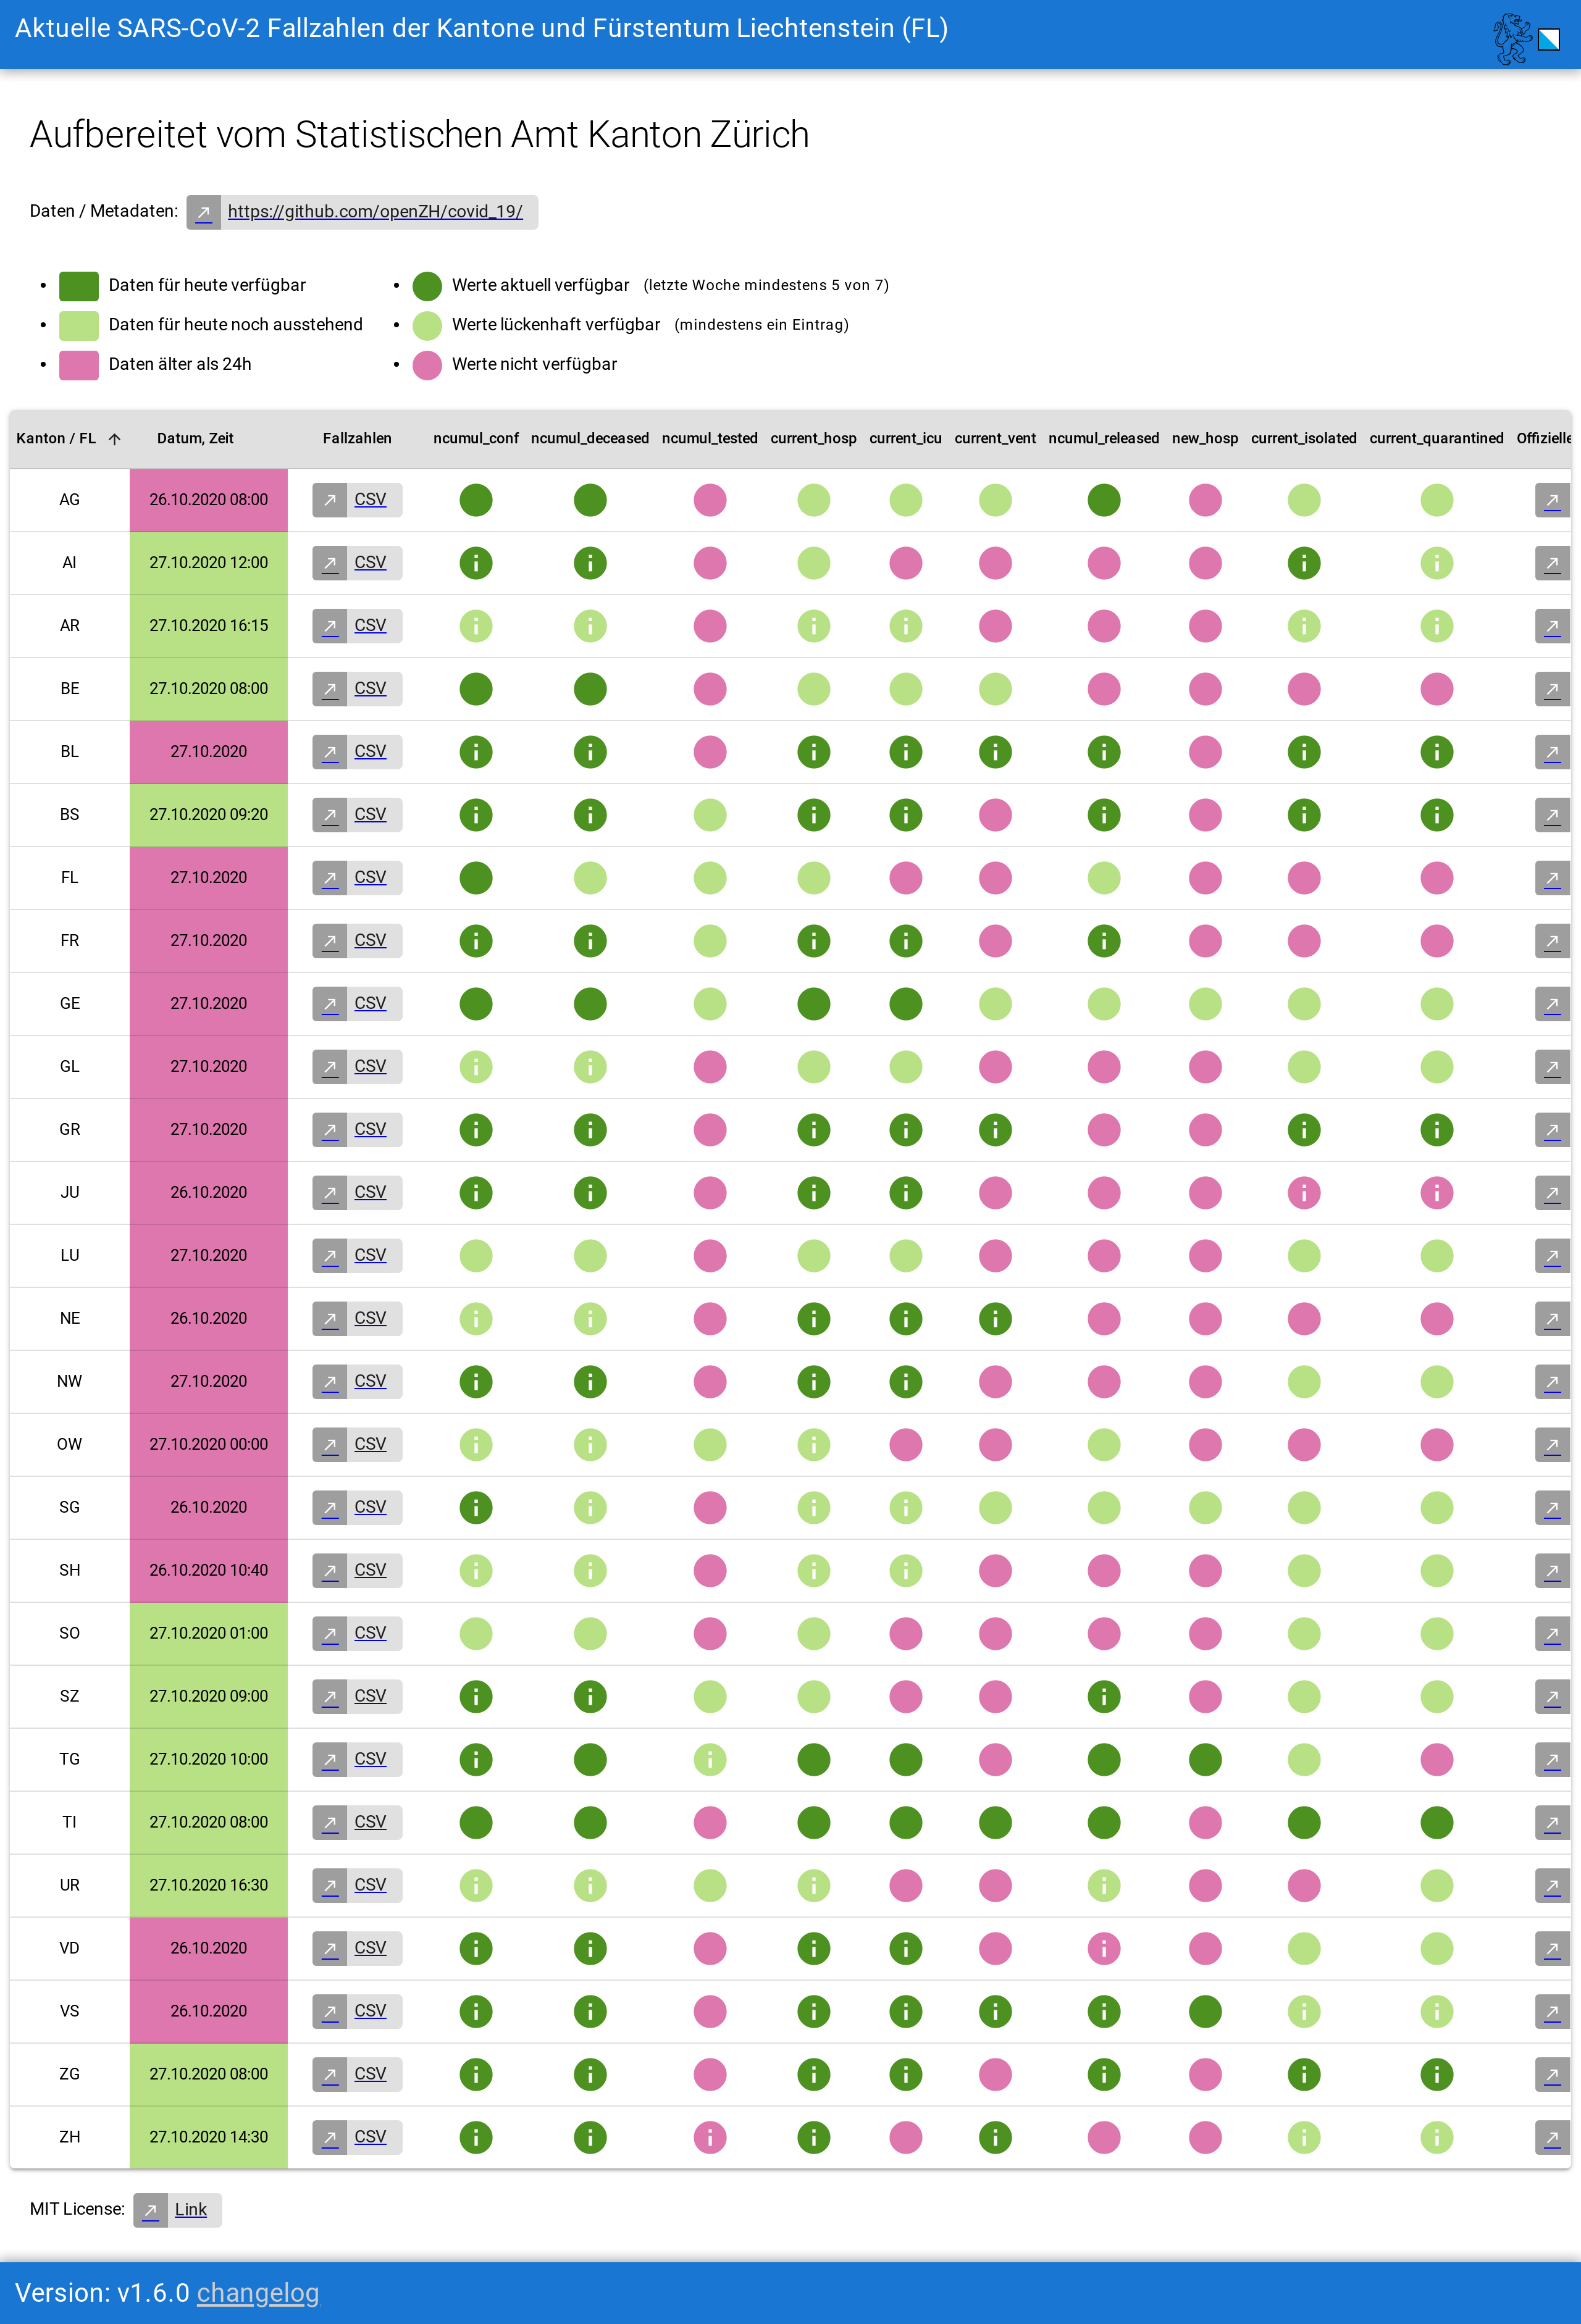 Aktuelle SARS-CoV-2 Fallzahlen der Kantone und Fürstentum Liechtenstein (FL)
Aufbereitet vom Statistischen Amt Kanton Zürich
Daten / Metadaten: https://github.com/openZH/covid_19/
Daten für heute verfügbar
Daten für heute noch ausstehend
Daten älter als 24h
Werte aktuell verfügbar (letzte Woche mindestens 5 von 7)
Werte lückenhaft verfügbar (mindestens ein Eintrag)
Werte nicht verfügbar
Kanton / FL Datum, Zeit Fallzahlen ncumul_conf ncumul_deceased ncumul_tested current_hosp current_icu current_vent ncumul_released new_hosp current_isolated current_quarantined Offizielle
AG 26.10.2020 08:00 CSV
AI 27.10.2020 12:00 CSV
AR 27.10.2020 16:15 CSV
BE 27.10.2020 08:00 CSV
BL 27.10.2020 CSV
BS 27.10.2020 09:20 CSV
FL 27.10.2020 CSV
FR 27.10.2020 CSV
GE 27.10.2020 CSV
GL 27.10.2020 CSV
GR 27.10.2020 CSV
JU 26.10.2020 CSV
LU 27.10.2020 CSV
NE 26.10.2020 CSV
NW 27.10.2020 CSV
OW 27.10.2020 00:00 CSV
SG 26.10.2020 CSV
SH 26.10.2020 10:40 CSV
SO 27.10.2020 01:00 CSV
SZ 27.10.2020 09:00 CSV
TG 27.10.2020 10:00 CSV
TI 27.10.2020 08:00 CSV
UR 27.10.2020 16:30 CSV
VD 26.10.2020 CSV
VS 26.10.2020 CSV
ZG 27.10.2020 08:00 CSV
ZH 27.10.2020 14:30 CSV
MIT License: Link
Version: v1.6.0 changelog